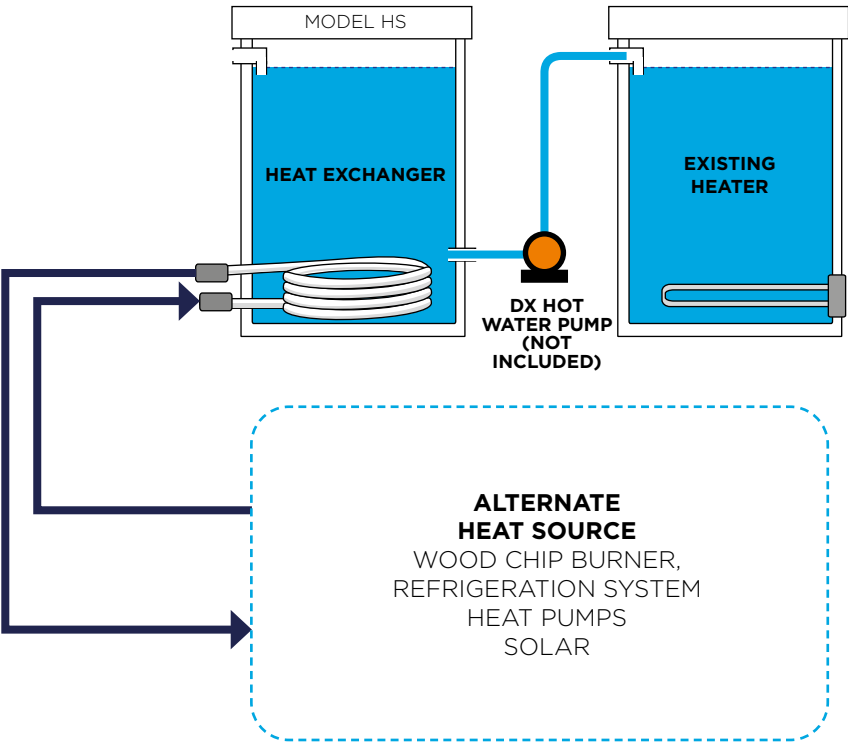 MODEL HS
HEAT EXCHANGER
EXISTING
HEATER
DX HOT
WATER PUMP
(NOT
INCLUDED)
ALTERNATE
HEAT SOURCE
WOOD CHIP BURNER,
REFRIGERATION SYSTEM
HEAT PUMPS
SOLAR